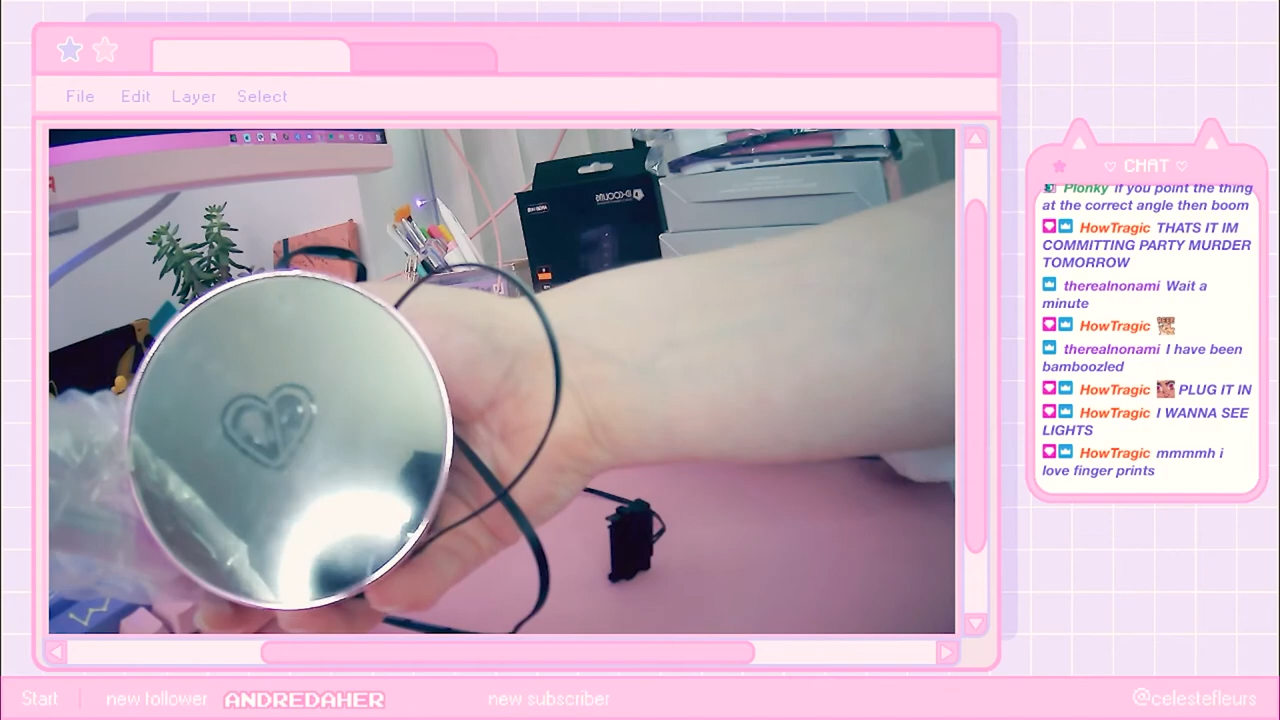 File Edit Layer Select
♡ CHAT ♡
Plonky if you point the thing
at the correct angle then boom
HowTragic THATS IT IM
COMMITTING PARTY MURDER
TOMORROW
therealnonami Wait a
minute
HowTragic
therealnonami I have been
bamboozled
HowTragic PLUG IT IN
HowTragic I WANNA SEE
LIGHTS
HowTragic mmmmh i
love finger prints
Start new follower ANDREDAHER new subscriber @celestefleurs